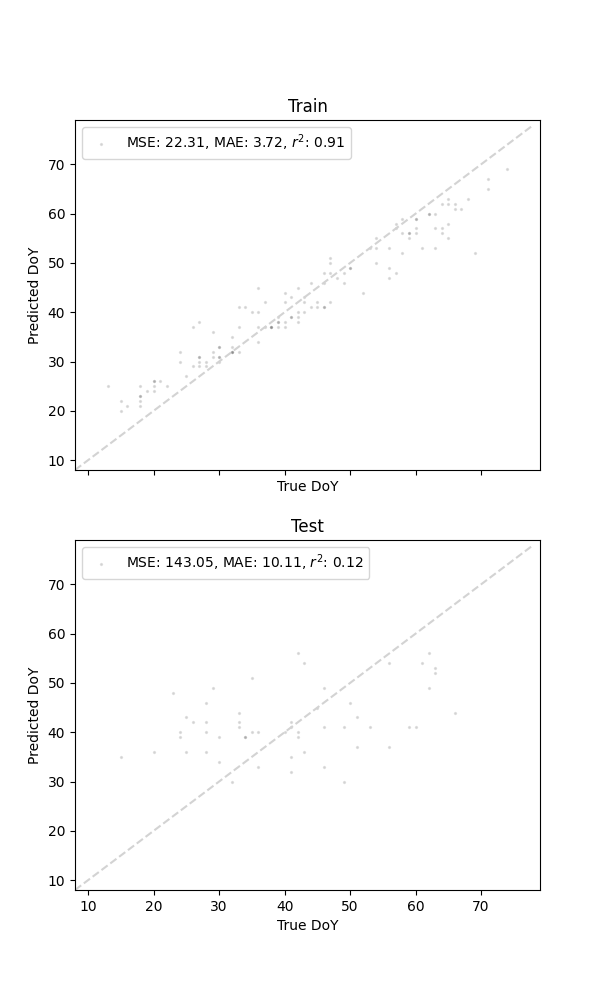 Train
MSE: 22.31, MAE: 3.72, r²: 0.91
70
60
50
40
30
20
10
Predicted DoY
True DoY
Test
MSE: 143.05, MAE: 10.11, r²: 0.12
70
60
50
40
30
20
10
Predicted DoY
10 20 30 40 50 60 70
True DoY